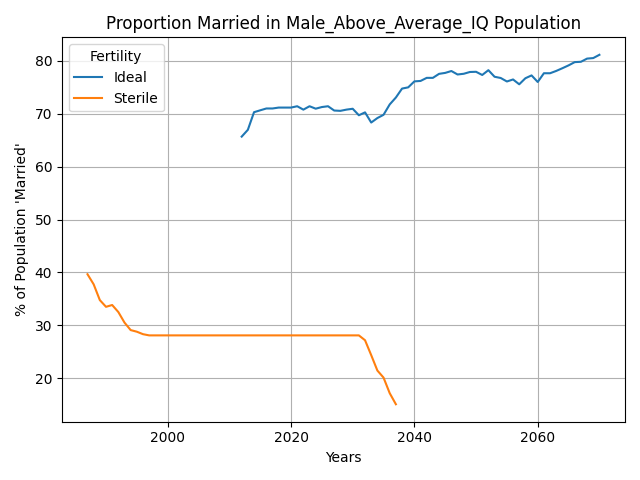 Proportion Married in Male_Above_Average_IQ Population
Fertility
Ideal
Sterile
80
70
60
50
40
30
20
% of Population 'Married'
2000
2020
2040
2060
Years